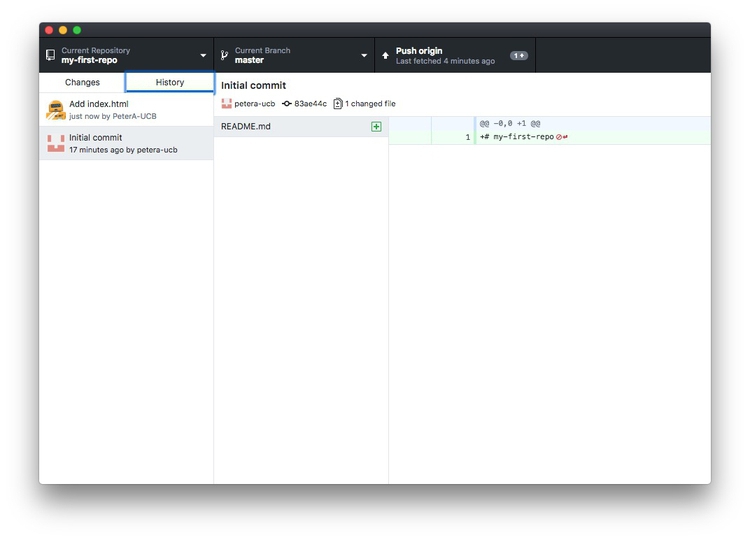 Current Repository
my-first-repo
Current Branch
master
Push origin
Last fetched 4 minutes ago
1
Changes
History
Add index.html
just now by PeterA-UCB
Initial commit
17 minutes ago by petera-ucb
Initial commit
petera-ucb
83ae44c
1 changed file
README.md
@@ -0,0 +1 @@
1
+# my-first-repo